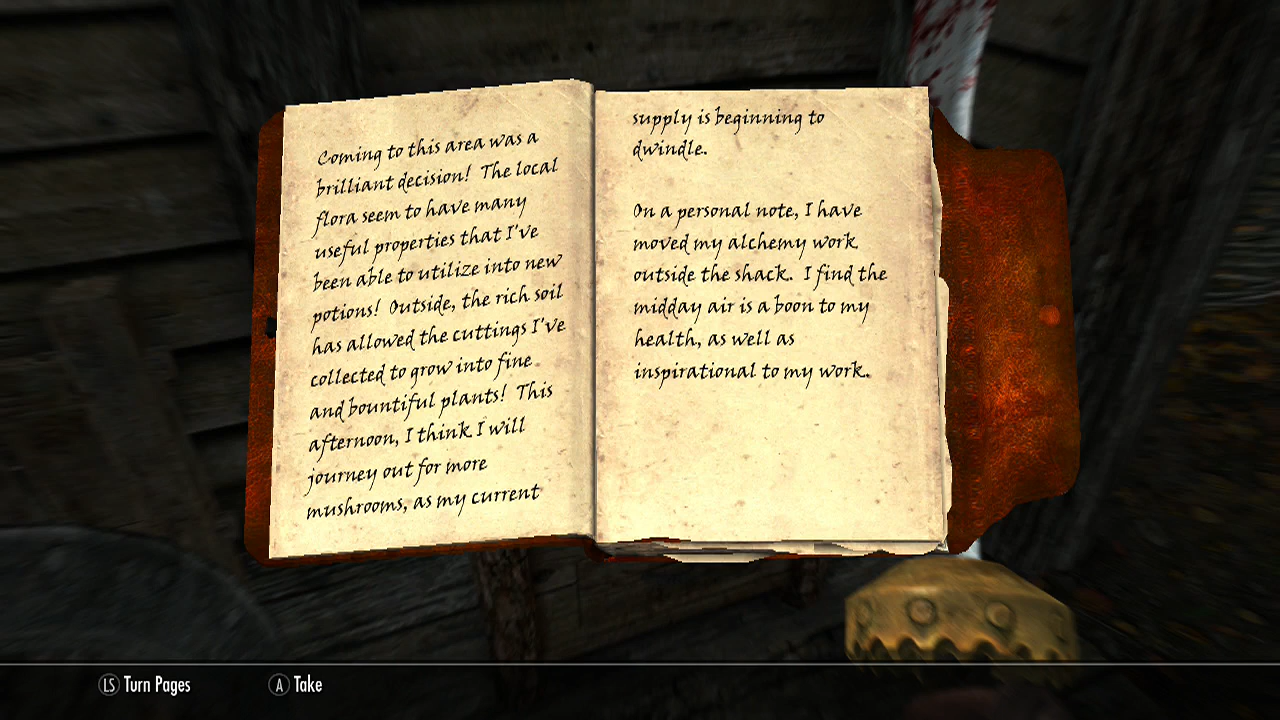 Coming to this area was a
brilliant decision!  The local
flora seem to have many
useful properties that I've
been able to utilize into new
potions!  Outside, the rich soil
has allowed the cuttings I've
collected to grow into fine
and bountiful plants!  This
afternoon, I think I will
journey out for more
mushrooms, as my current
supply is beginning to
dwindle.
On a personal note, I have
moved my alchemy work
outside the shack.  I find the
midday air is a boon to my
health, as well as
inspirational to my work.
LS Turn Pages
A Take